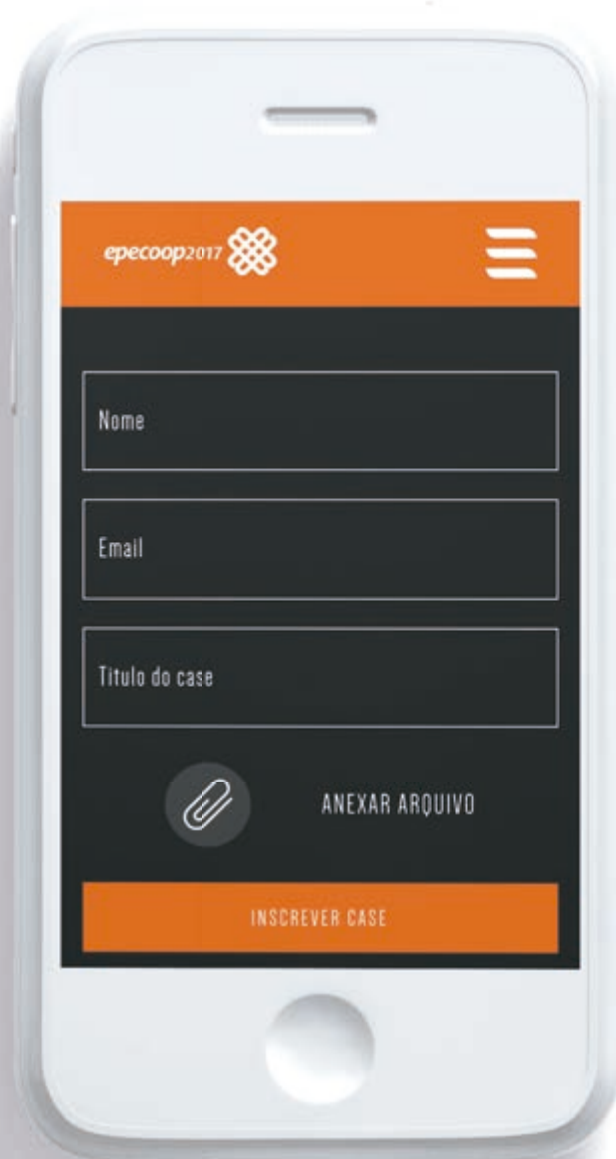 epecoop2017
Nome
Email
Titulo do case
ANEXAR ARQUIVO
INSCREVER CASE